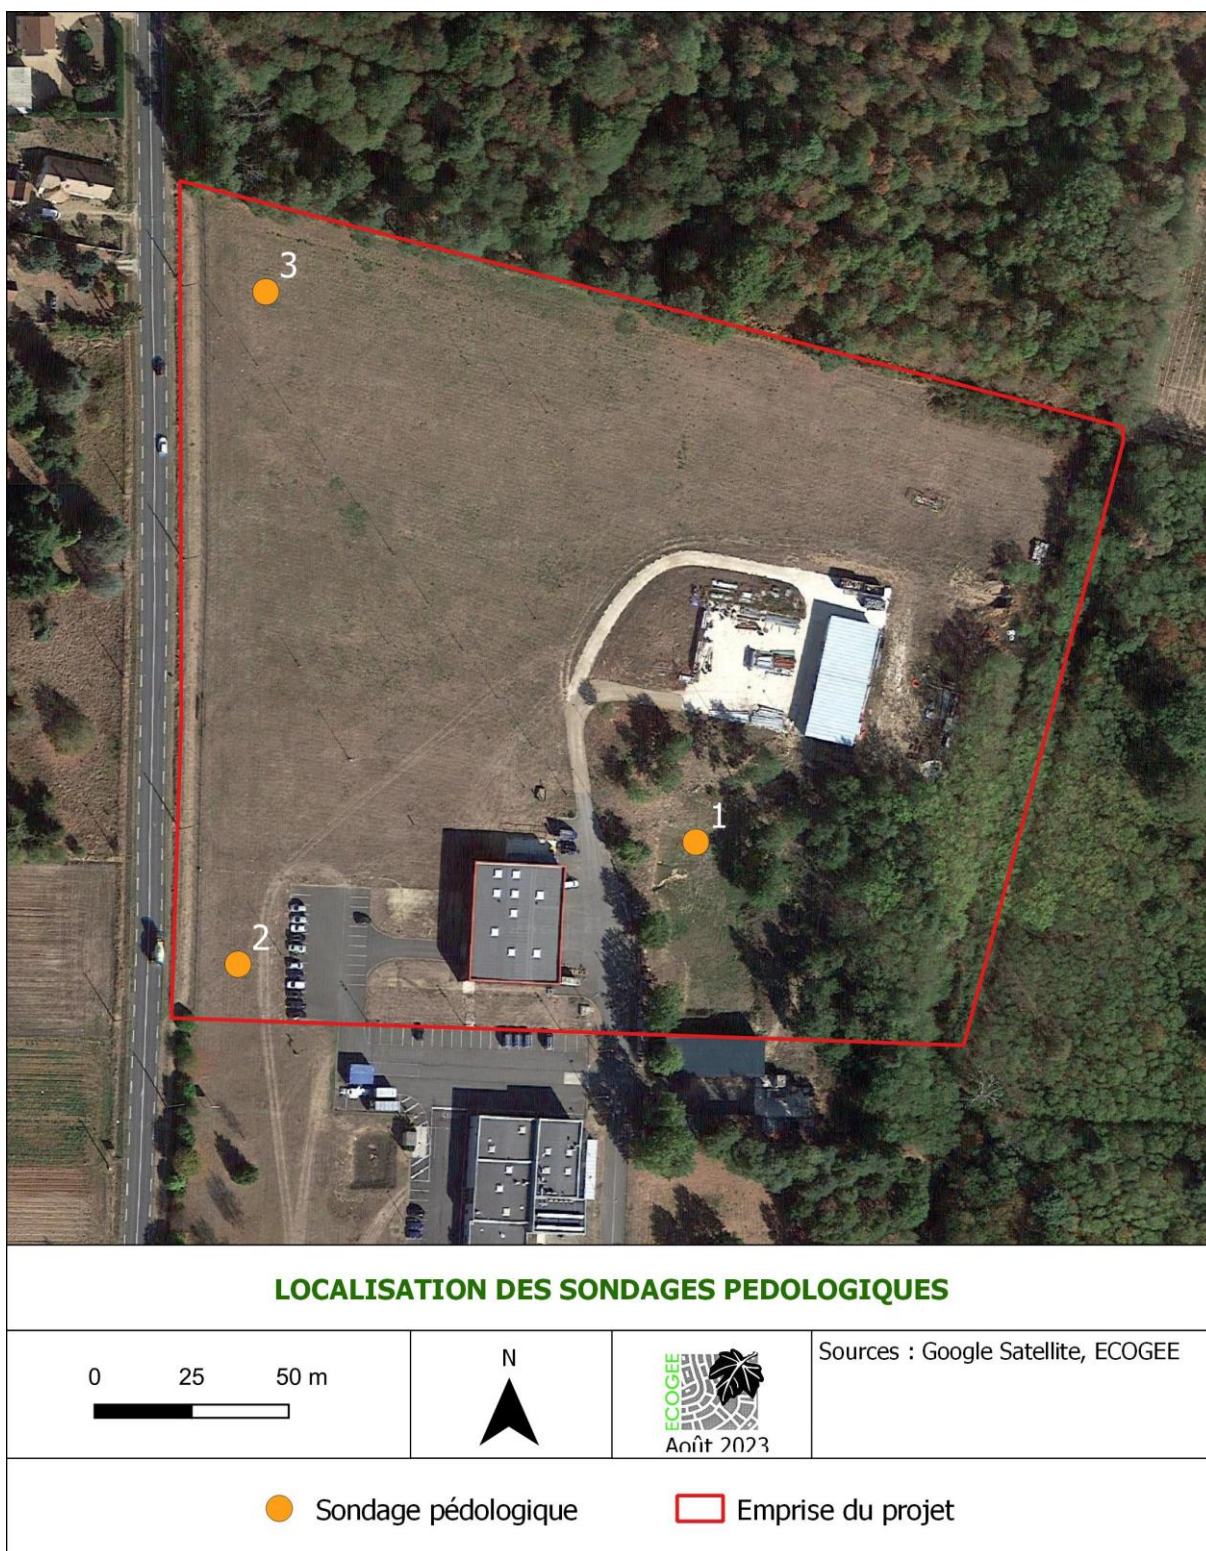 3
1
2
LOCALISATION DES SONDAGES PEDOLOGIQUES
0 25 50 m
N
ECOGEE
Août 2023
Sources : Google Satellite, ECOGEE
Sondage pédologique
Emprise du projet